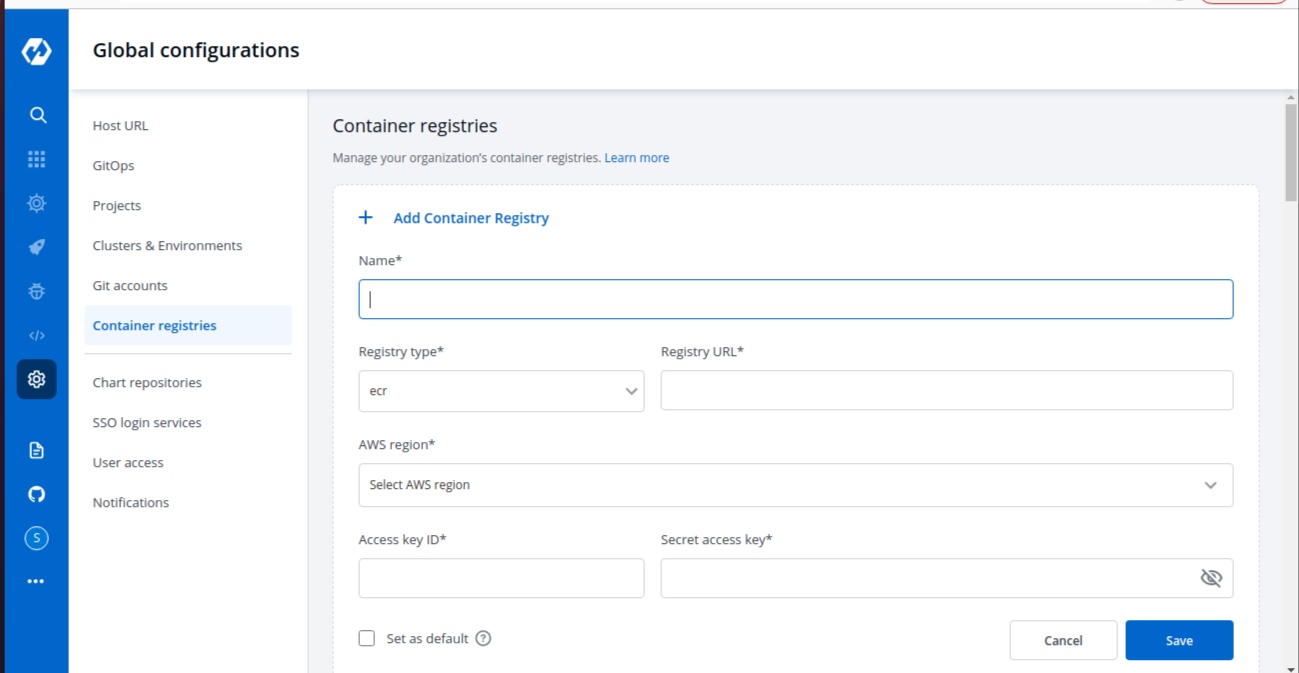 Global configurations
Host URL
GitOps
Projects
Clusters & Environments
Git accounts
Container registries
Chart repositories
SSO login services
User access
Notifications
S
Container registries
Manage your organization's container registries. Learn more
+ Add Container Registry
Name*
Registry type* Registry URL*
ecr
AWS region*
Select AWS region
Access key ID* Secret access key*
Set as default ?
Cancel Save